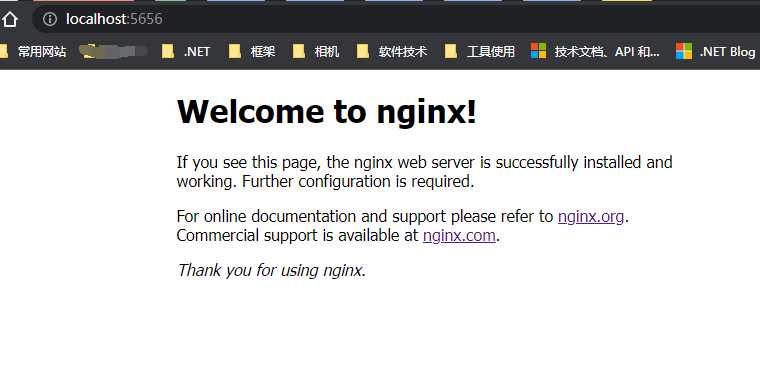 localhost:5656
常用网站 .NET 框架 相机 软件技术 工具使用 技术文档、API 和... .NET Blog
Welcome to nginx!
If you see this page, the nginx web server is successfully installed and
working. Further configuration is required.
For online documentation and support please refer to nginx.org.
Commercial support is available at nginx.com.
Thank you for using nginx.